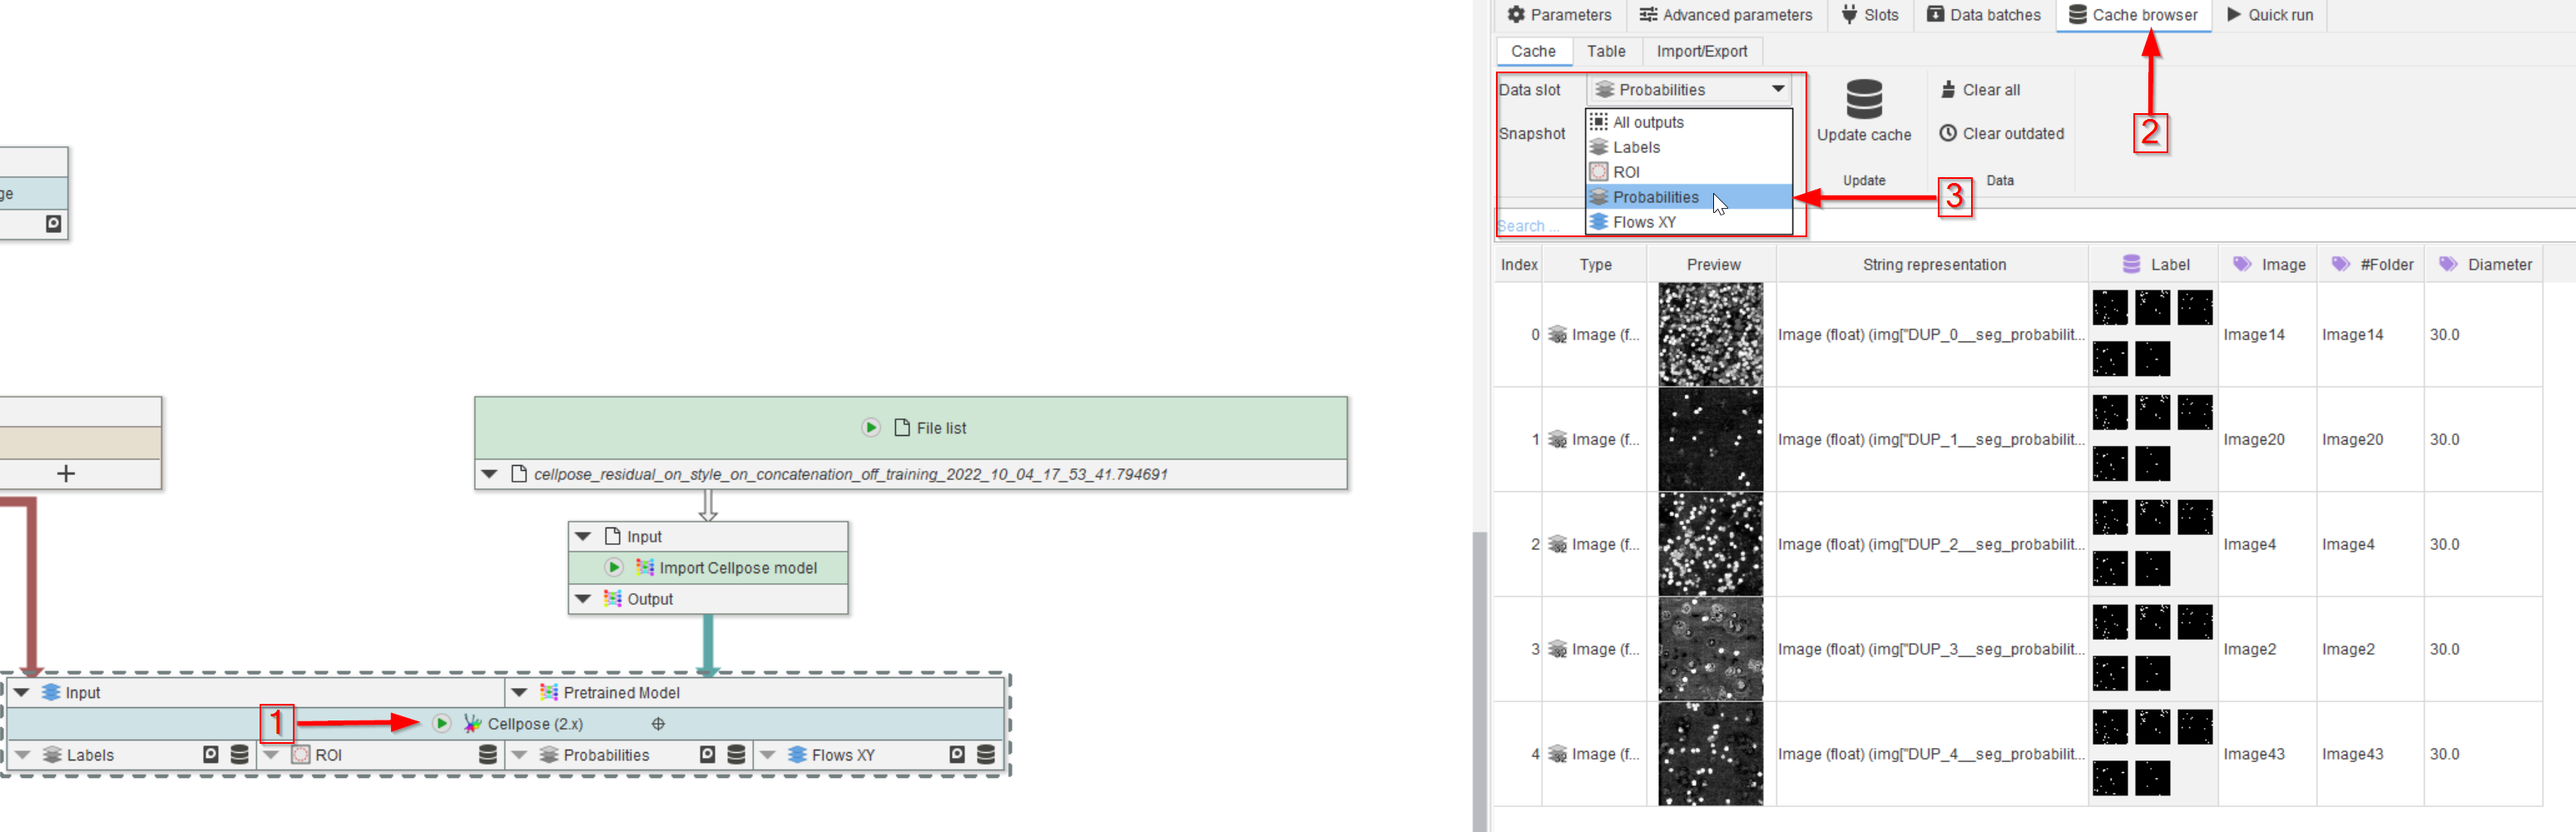 Parameters
Advanced parameters
Slots
Data batches
Cache browser
Quick run
Cache
Table
Import/Export
Data slot
Probabilities
Snapshot
All outputs
Labels
ROI
Probabilities
Flows XY
Update cache
Update
Clear all
Clear outdated
Data
2
3
Search ...
Index Type Preview String representation Label Image #Folder Diameter
0 Image (f... Image (float) (img["DUP_0__seg_probabilit... Image14 Image14 30.0
1 Image (f... Image (float) (img["DUP_1__seg_probabilit... Image20 Image20 30.0
2 Image (f... Image (float) (img["DUP_2__seg_probabilit... Image4 Image4 30.0
3 Image (f... Image (float) (img["DUP_3__seg_probabilit... Image2 Image2 30.0
4 Image (f... Image (float) (img["DUP_4__seg_probabilit... Image43 Image43 30.0
ge
File list
cellpose_residual_on_style_on_concatenation_off_training_2022_10_04_17_53_41.794691
Input
Import Cellpose model
Output
Input
Pretrained Model
1
Cellpose (2.x)
Labels
ROI
Probabilities
Flows XY